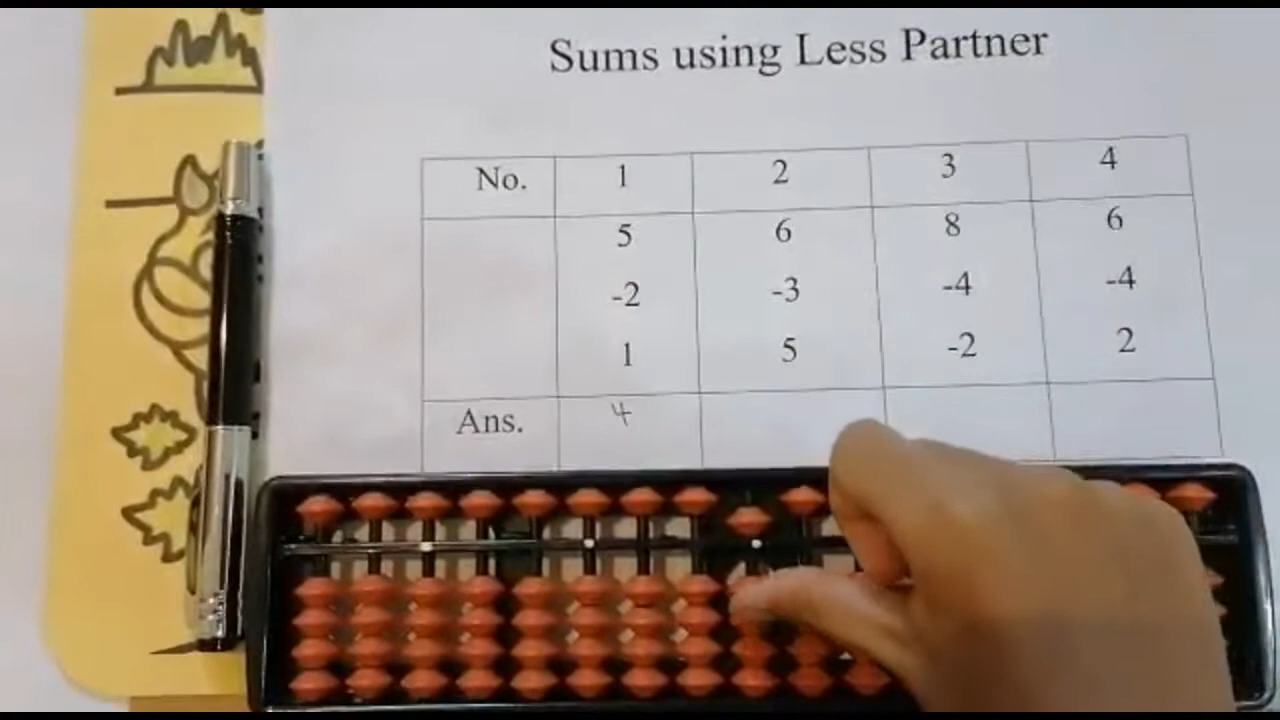 Sums using Less Partner
No. 1 2 3 4
5 6 8 6
-2 -3 -4 -4
1 5 -2 2
Ans. 4